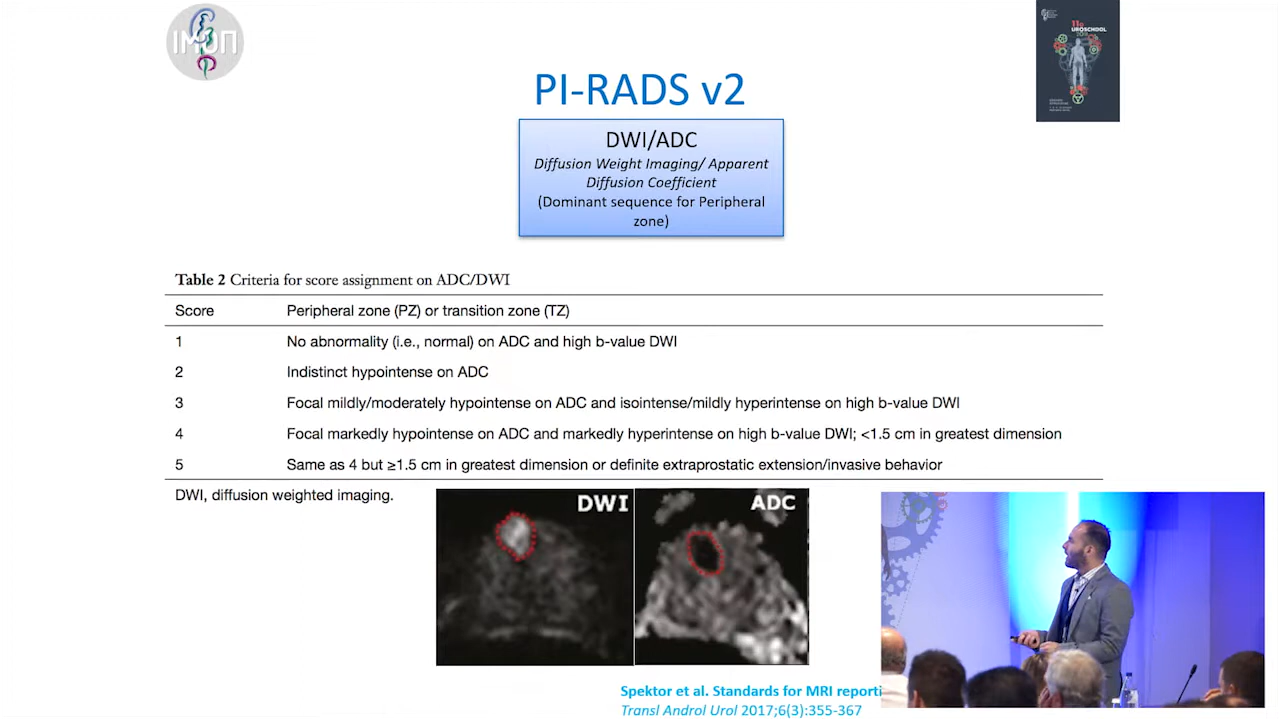 ΙΜΟΠ
11ο
UROSCHOOL
PI-RADS v2
DWI/ADC
Diffusion Weight Imaging/ Apparent
Diffusion Coefficient
(Dominant sequence for Peripheral
zone)
Table 2 Criteria for score assignment on ADC/DWI
Score Peripheral zone (PZ) or transition zone (TZ)
1 No abnormality (i.e., normal) on ADC and high b-value DWI
2 Indistinct hypointense on ADC
3 Focal mildly/moderately hypointense on ADC and isointense/mildly hyperintense on high b-value DWI
4 Focal markedly hypointense on ADC and markedly hyperintense on high b-value DWI; <1.5 cm in greatest dimension
5 Same as 4 but ≥1.5 cm in greatest dimension or definite extraprostatic extension/invasive behavior
DWI, diffusion weighted imaging.
DWI
ADC
Spektor et al. Standards for MRI reporti
Transl Androl Urol 2017;6(3):355-367